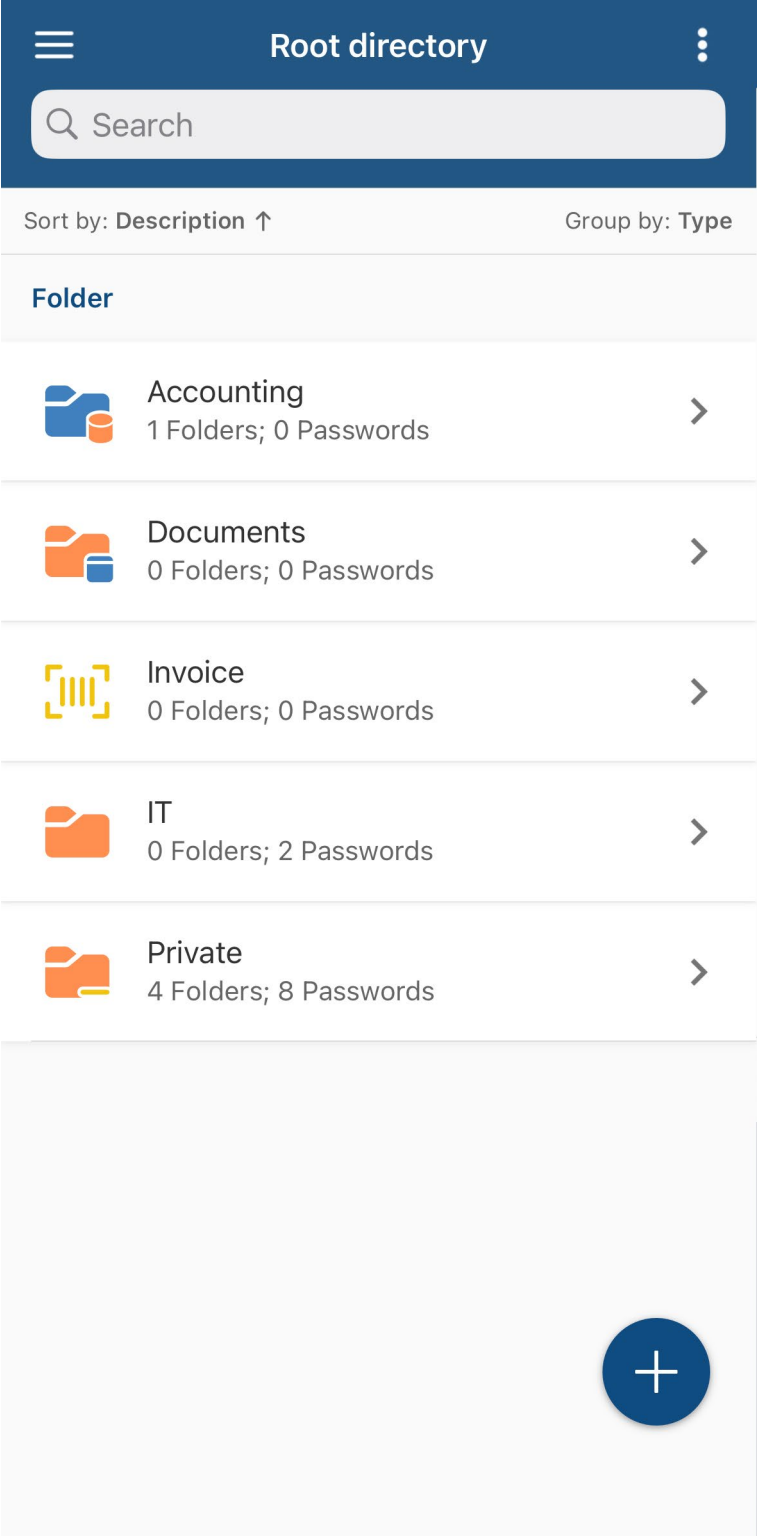 Root directory
Search
Sort by: Description ↑
Group by: Type
Folder
Accounting
1 Folders; 0 Passwords
Documents
0 Folders; 0 Passwords
Invoice
0 Folders; 0 Passwords
IT
0 Folders; 2 Passwords
Private
4 Folders; 8 Passwords